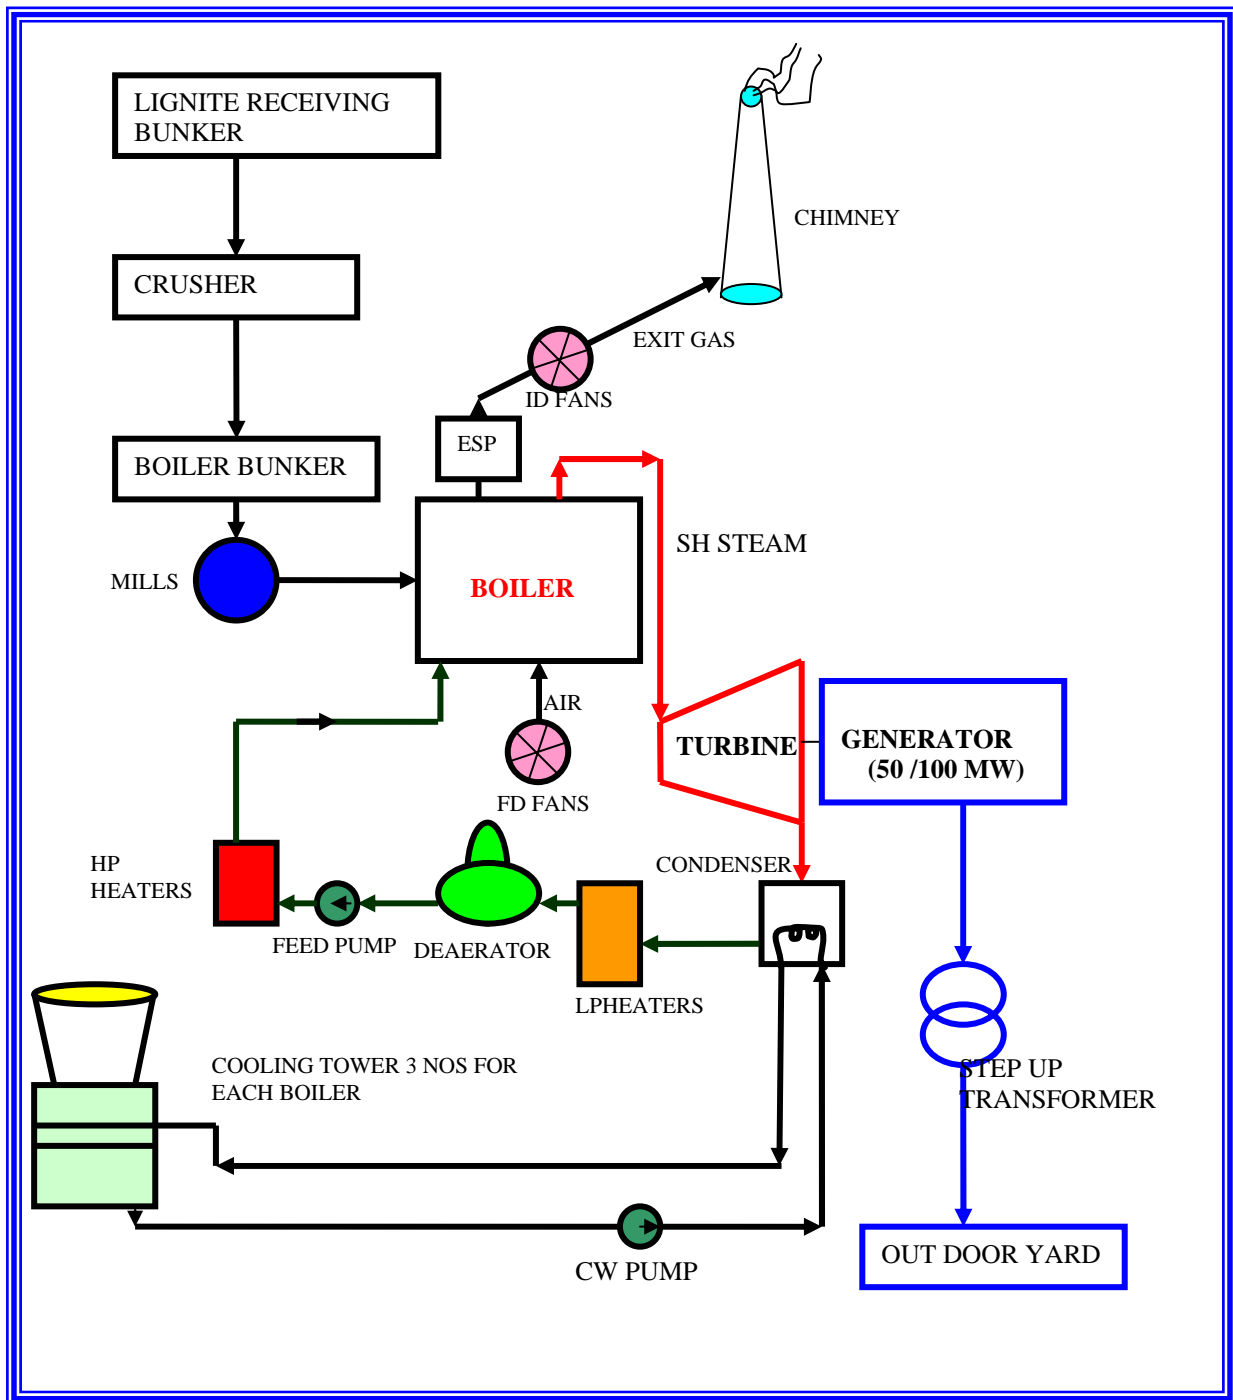 LIGNITE RECEIVING
BUNKER
CHIMNEY
CRUSHER
EXIT GAS
ID FANS
ESP
BOILER BUNKER
SH STEAM
MILLS
BOILER
AIR
TURBINE
GENERATOR
(50 /100 MW)
FD FANS
HP
HEATERS
CONDENSER
FEED PUMP
DEAERATOR
LPHEATERS
COOLING TOWER 3 NOS FOR
EACH BOILER
STEP UP
TRANSFORMER
OUT DOOR YARD
CW PUMP